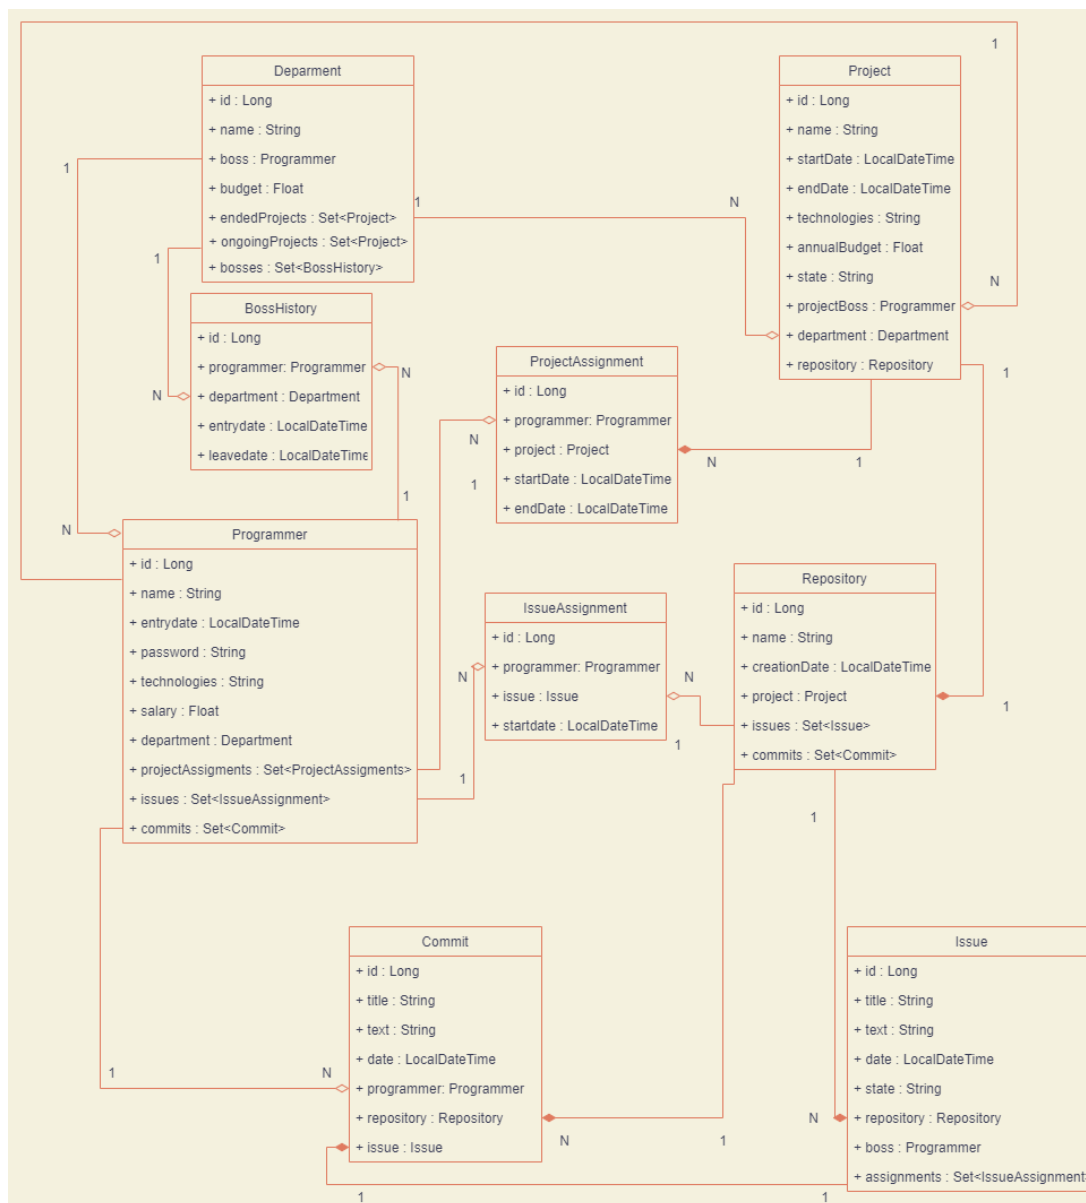 1
Deparment
+ id : Long
+ name : String
+ boss : Programmer
+ budget : Float
+ endedProjects : Set<Project>
+ ongoingProjects : Set<Project>
+ bosses : Set<BossHistory>
Project
+ id : Long
+ name : String
+ startDate : LocalDateTime
+ endDate : LocalDateTime
+ technologies : String
+ annualBudget : Float
+ state : String
+ projectBoss : Programmer
+ department : Department
+ repository : Repository
1
1
N
N
1
BossHistory
+ id : Long
+ programmer: Programmer
+ department : Department
+ entrydate : LocalDateTime
+ leavedate : LocalDateTime
N
N
1
ProjectAssignment
+ id : Long
+ programmer: Programmer
+ project : Project
+ startDate : LocalDateTime
+ endDate : LocalDateTime
N
1
N
1
1
N
Programmer
+ id : Long
+ name : String
+ entrydate : LocalDateTime
+ password : String
+ technologies : String
+ salary : Float
+ department : Department
+ projectAssigments : Set<ProjectAssigments>
+ issues : Set<IssueAssignment>
+ commits : Set<Commit>
IssueAssignment
+ id : Long
+ programmer: Programmer
+ issue : Issue
+ startdate : LocalDateTime
N
N
1
1
Repository
+ id : Long
+ name : String
+ creationDate : LocalDateTime
+ project : Project
+ issues : Set<Issue>
+ commits : Set<Commit>
1
1
Commit
+ id : Long
+ title : String
+ text : String
+ date : LocalDateTime
+ programmer: Programmer
+ repository : Repository
+ issue : Issue
1
N
N
1
N
Issue
+ id : Long
+ title : String
+ text : String
+ date : LocalDateTime
+ state : String
+ repository : Repository
+ boss : Programmer
+ assignments : Set<IssueAssignment>
1
1